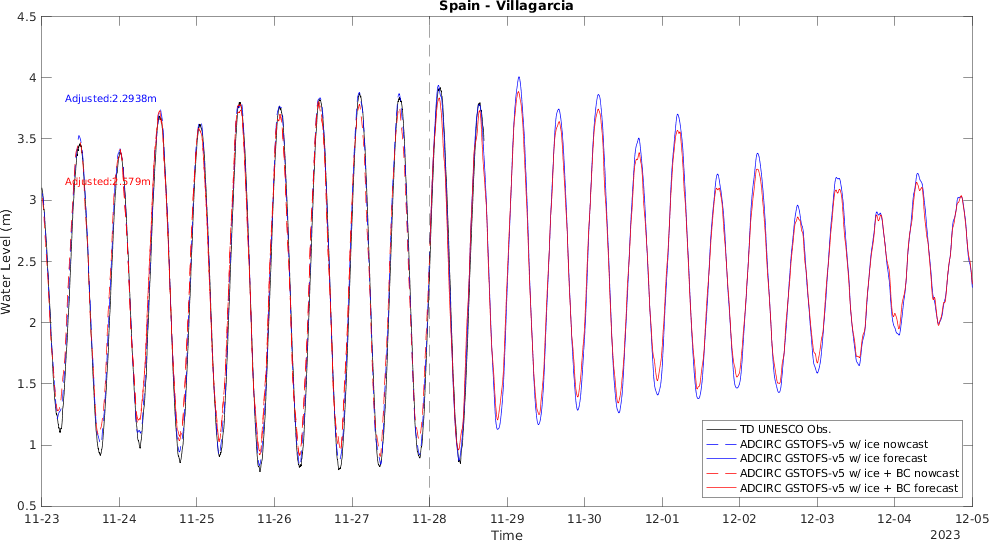 Spain - Villagarcia
4.5
4
3.5
3
2.5
2
1.5
1
0.5
Water Level (m)
Adjusted:2.2938m
Adjusted:2.579m
TD UNESCO Obs.
ADCIRC GSTOFS-v5 w/ ice nowcast
ADCIRC GSTOFS-v5 w/ ice forecast
ADCIRC GSTOFS-v5 w/ ice + BC nowcast
ADCIRC GSTOFS-v5 w/ ice + BC forecast
11-23 11-24 11-25 11-26 11-27 11-28 11-29 11-30 12-01 12-02 12-03 12-04 12-05
Time
2023